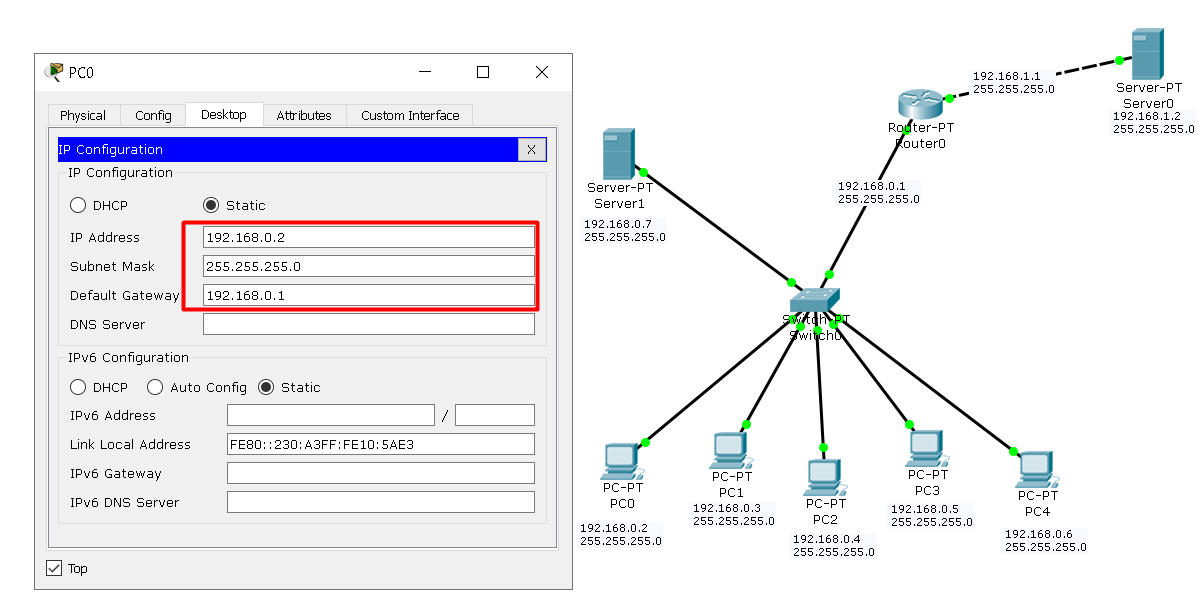 PC0
Physical
Config
Desktop
Attributes
Custom Interface
IP Configuration
X
IP Configuration
DHCP
Static
IP Address
192.168.0.2
Subnet Mask
255.255.255.0
Default Gateway
192.168.0.1
DNS Server
IPv6 Configuration
DHCP
Auto Config
Static
IPv6 Address
/
Link Local Address
FE80::230:A3FF:FE10:5AE3
IPv6 Gateway
IPv6 DNS Server
Top
192.168.1.1
255.255.255.0
Server-PT
Server0
192.168.1.2
255.255.255.0
Router-PT
Router0
Server-PT
Server1
192.168.0.7
255.255.255.0
192.168.0.1
255.255.255.0
Switch-PT
Switch0
PC-PT
PC0
192.168.0.2
255.255.255.0
PC-PT
PC1
192.168.0.3
255.255.255.0
PC-PT
PC2
192.168.0.4
255.255.255.0
PC-PT
PC3
192.168.0.5
255.255.255.0
PC-PT
PC4
192.168.0.6
255.255.255.0